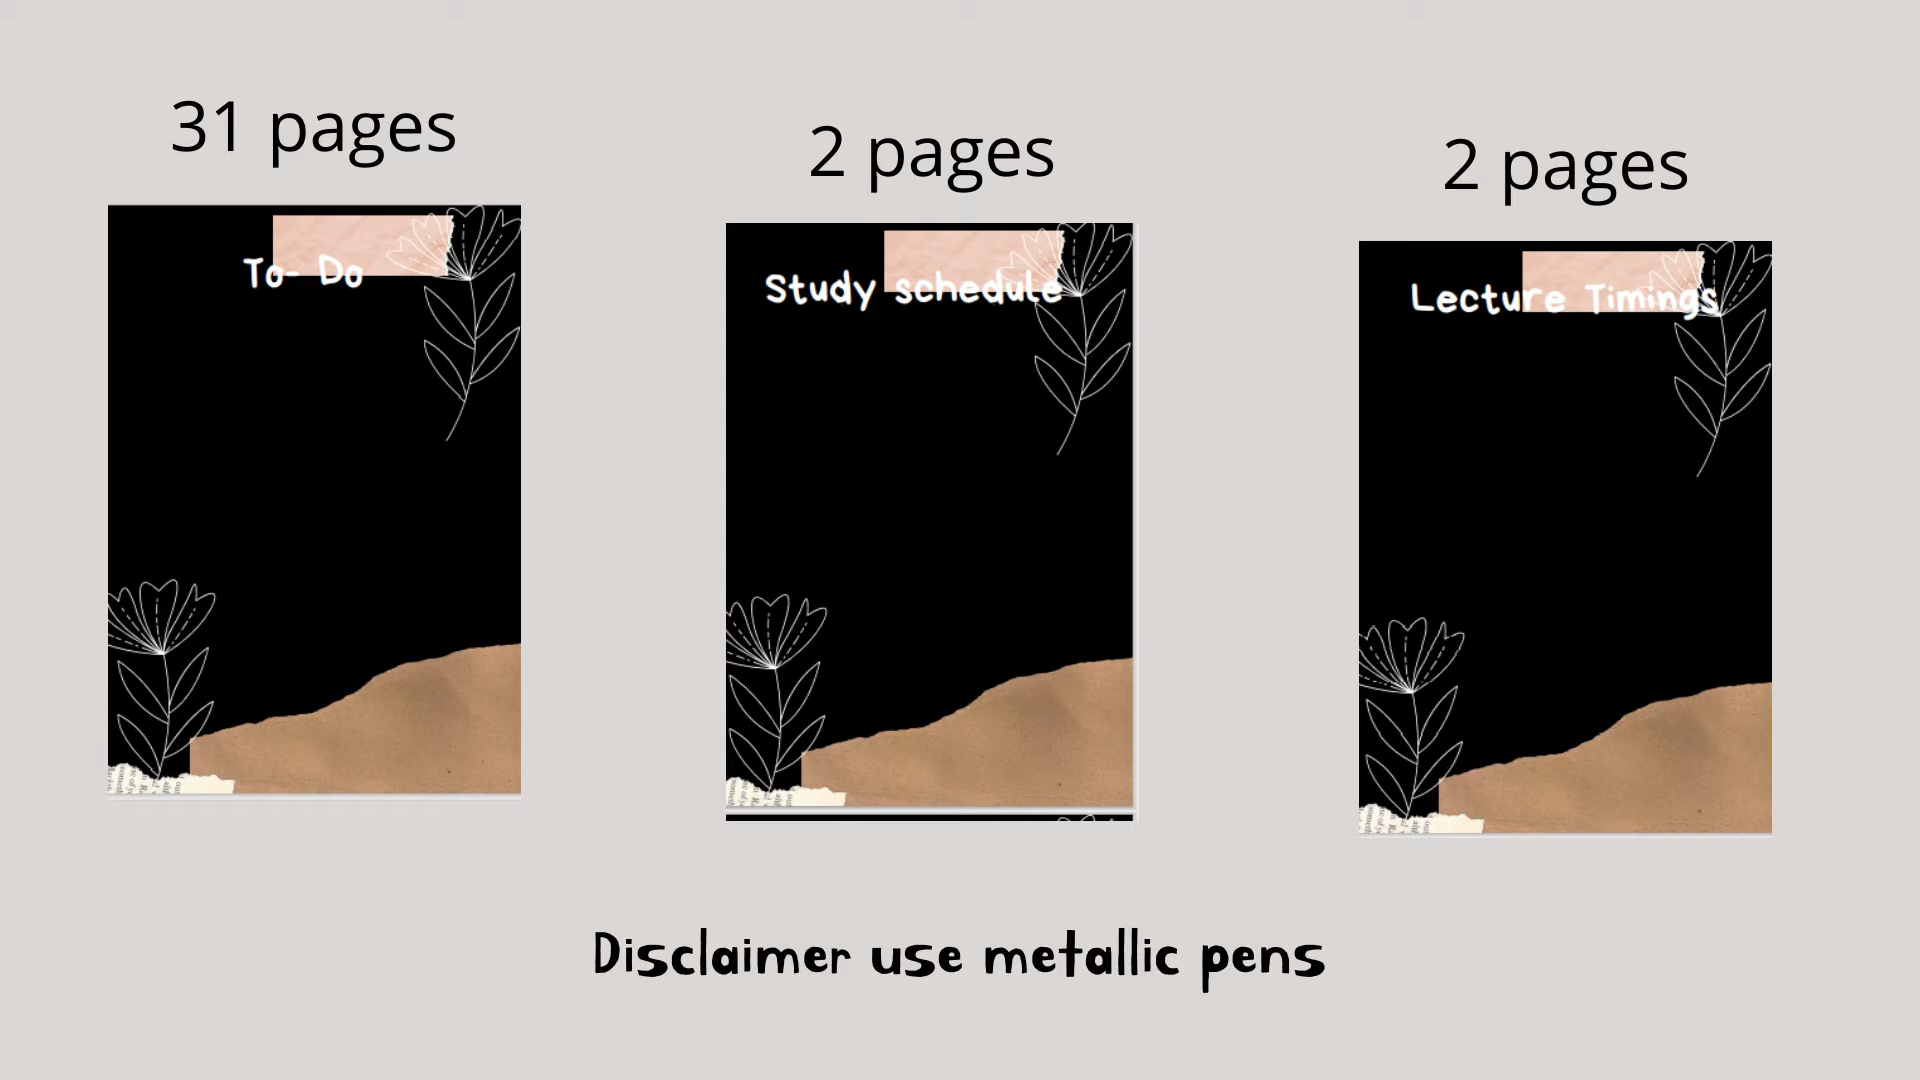 31 pages
2 pages
2 pages
To- Do
Study schedule
Lecture Timings
Disclaimer use metallic pens